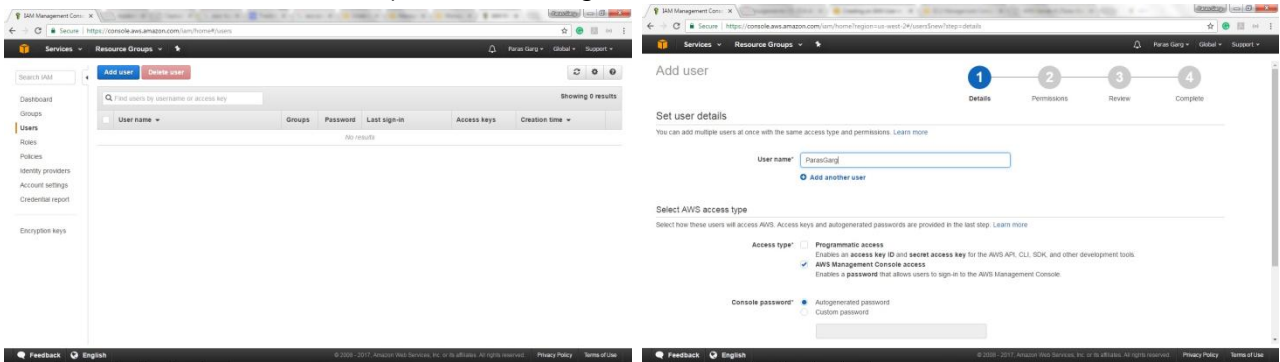 IAM Management Cons
Secure | https://console.aws.amazon.com/iam/home#/users
Services Resource Groups Paras Garg Global Support
Search IAM
Add user Delete user
Dashboard
Groups
Users
Roles
Policies
Identity providers
Account settings
Credential report
Encryption keys
Find users by username or access key Showing 0 results
User name Groups Password Last sign-in Access keys Creation time
No results
Feedback English © 2008 - 2017, Amazon Web Services, Inc. or its affiliates. All rights reserved. Privacy Policy Terms of Use
IAM Management Cons
Secure | https://console.aws.amazon.com/iam/home?region=us-west-2#/users$new?step=details
Services Resource Groups Paras Garg Global Support
Add user
1 2 3 4
Details Permissions Review Complete
Set user details
You can add multiple users at once with the same access type and permissions. Learn more
User name* ParasGarg
Add another user
Select AWS access type
Select how these users will access AWS. Access keys and autogenerated passwords are provided in the last step. Learn more
Access type* Programmatic access
Enables an access key ID and secret access key for the AWS API, CLI, SDK, and other development tools.
AWS Management Console access
Enables a password that allows users to sign-in to the AWS Management Console.
Console password* Autogenerated password
Custom password
Feedback English © 2008 - 2017, Amazon Web Services, Inc. or its affiliates. All rights reserved. Privacy Policy Terms of Use